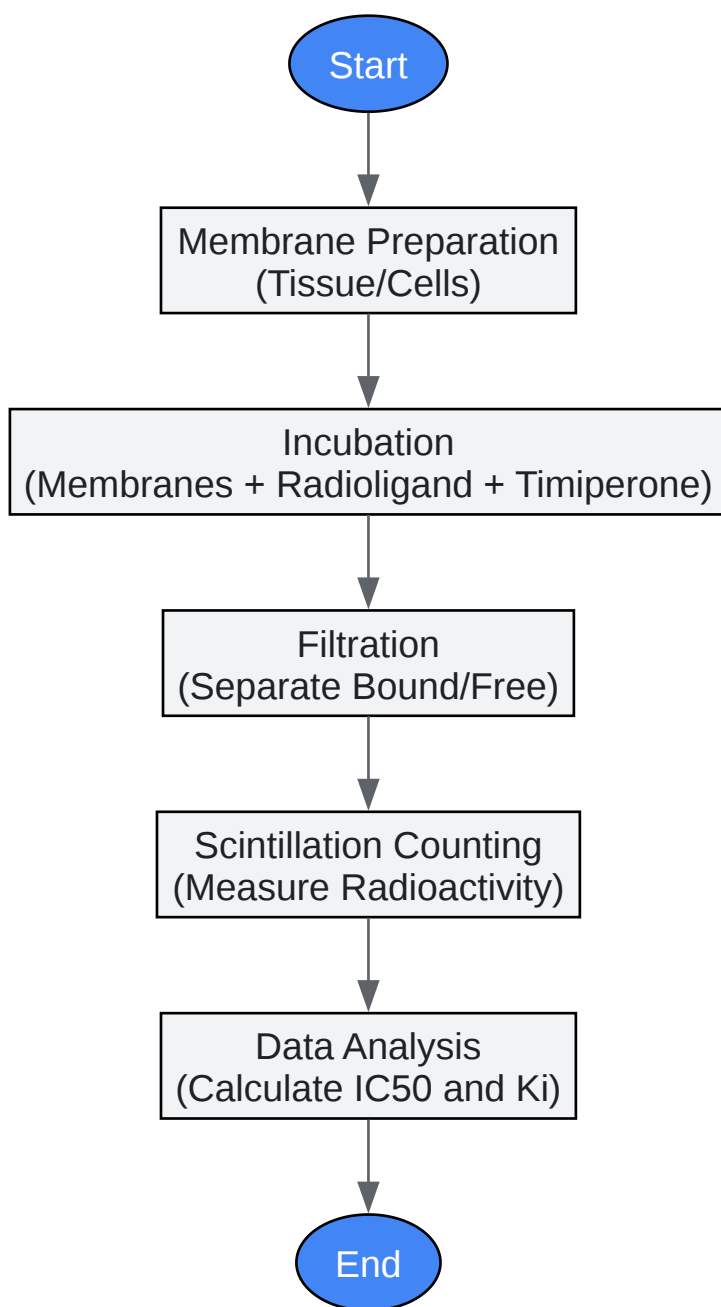 Start
Membrane Preparation
(Tissue/Cells)
Incubation
(Membranes + Radioligand + Timiperone)
Filtration
(Separate Bound/Free)
Scintillation Counting
(Measure Radioactivity)
Data Analysis
(Calculate IC50 and Ki)
End